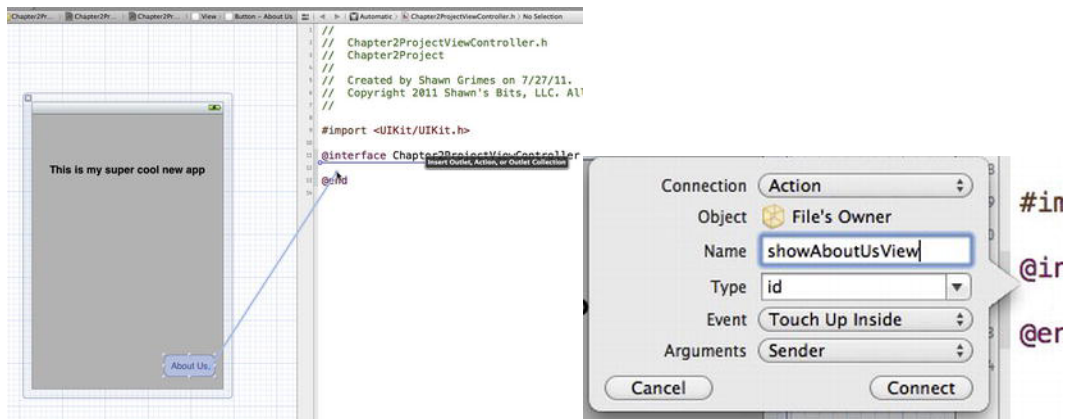 Chapter2Pr... Chapter2Pr... Chapter2Pr... View Button - About Us
Automatic Chapter2ProjectViewController.h No Selection
//
// Chapter2ProjectViewController.h
// Chapter2Project
//
// Created by Shawn Grimes on 7/27/11.
// Copyright 2011 Shawn's Bits, LLC. All
//
#import <UIKit/UIKit.h>
@interface Chapter2ProjectViewController
Insert Outlet, Action, or Outlet Collection
@end
This is my super cool new app
About Us.
Connection Action
Object File's Owner
Name showAboutUsView
Type id
Event Touch Up Inside
Arguments Sender
Cancel Connect
#im
@in
@en